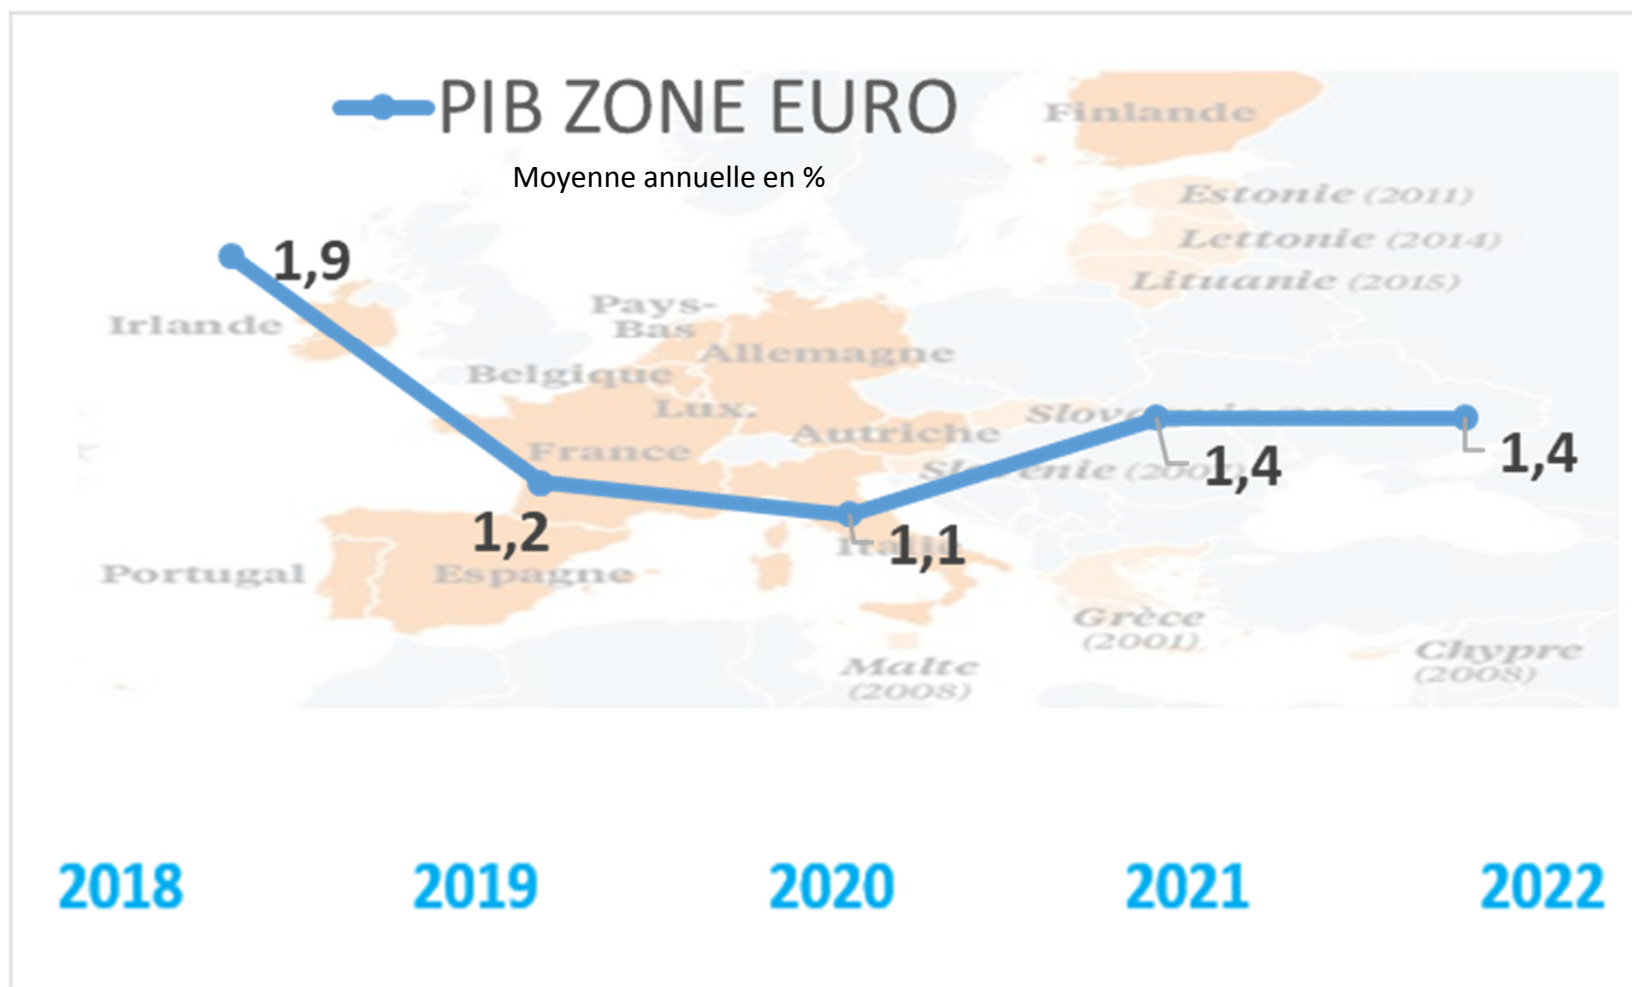 PIB ZONE EURO
Moyenne annuelle en %
Finlande
Estonie (2011)
Lettonie (2014)
Lituanie (2015)
1,9
Irlande
Pays-
Bas
Allemagne
Belgique
Lux.
Autriche
France
1,4
1,4
1,2
1,1
Italie
Portugal
Espagne
Grèce
(2001)
Malte
(2008)
Chypre
(2008)
2018
2019
2020
2021
2022